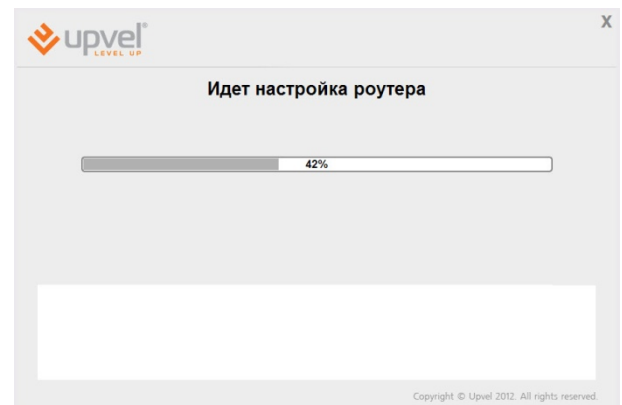 X
upvel®
LEVEL UP
Идет настройка роутера
42%
Copyright © Upvel 2012. All rights reserved.